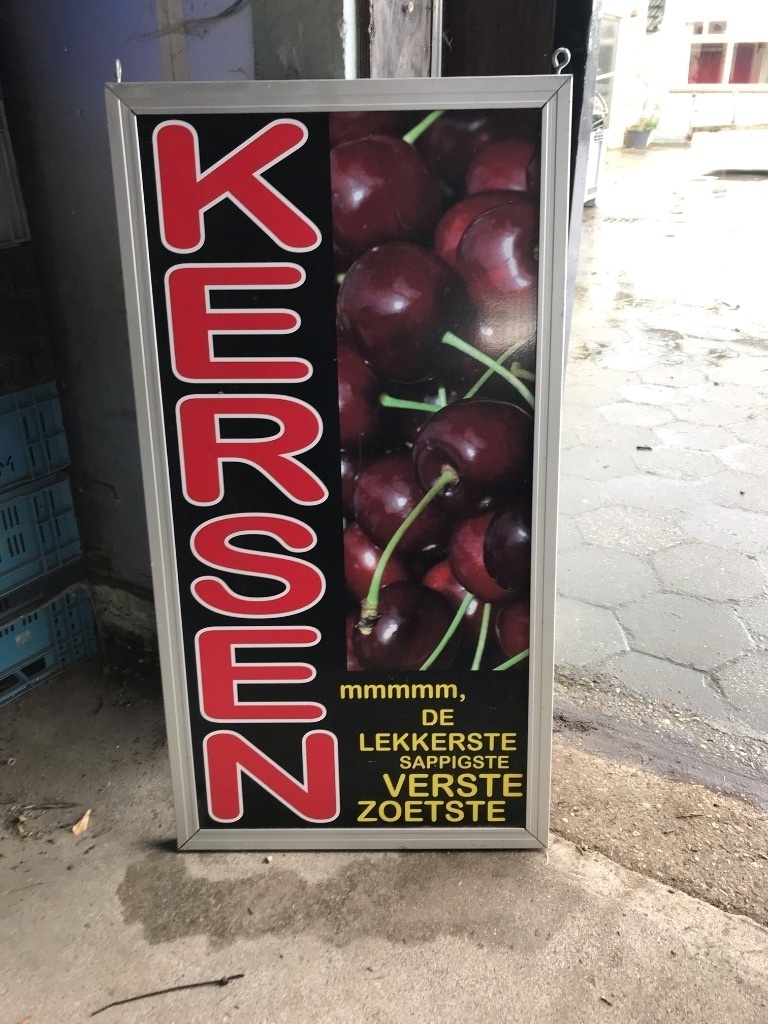 KERSEN
mmmmm,
DE
LEKKERSTE
SAPPIGSTE
VERSTE
ZOETSTE